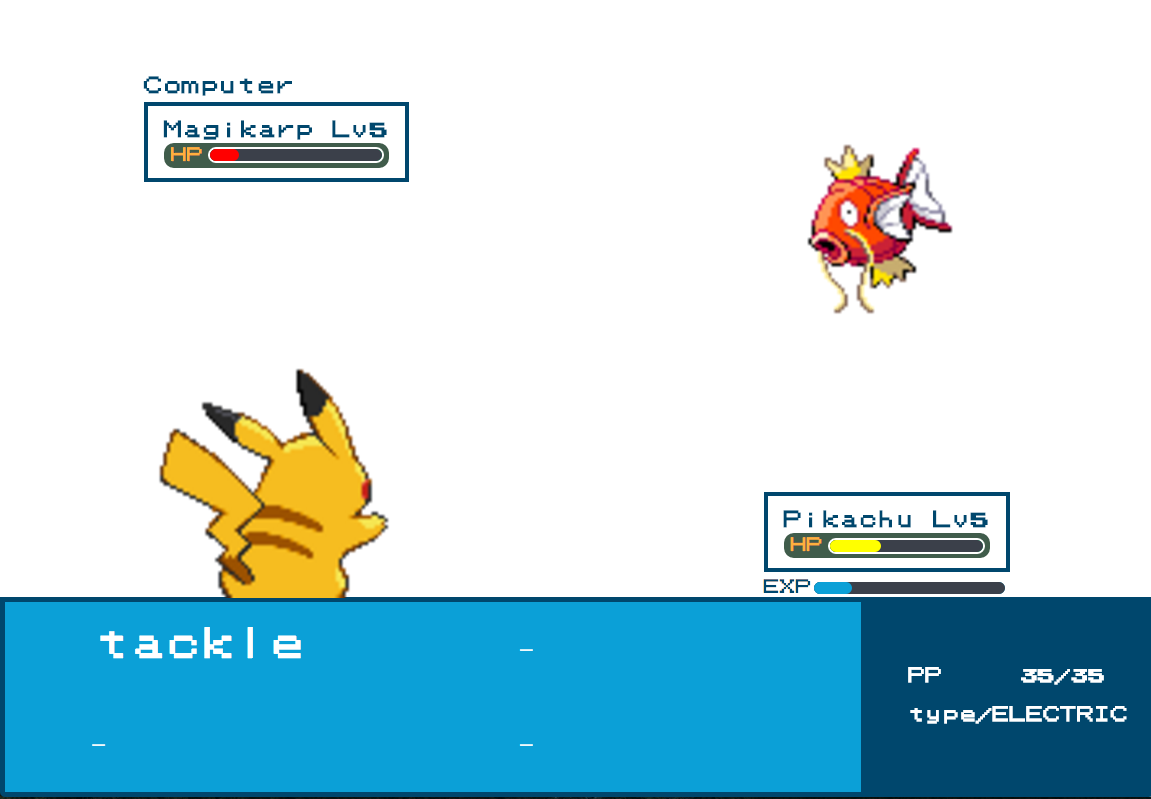 Computer
Magikarp Lv5
HP
Pikachu Lv5
HP
EXP
tackle –
PP 35/35
type/ELECTRIC
– –